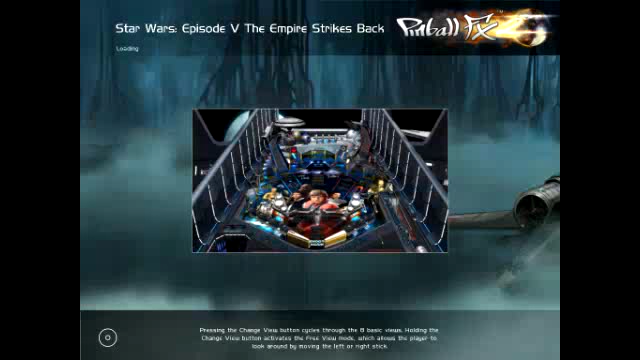 Star Wars: Episode V The Empire Strikes Back
Pinball FX2
Loading
Pressing the Change View button cycles through the 8 basic views. Holding the
Change View button activates the Free View mode, which allows the player to
look around by moving the left or right stick.